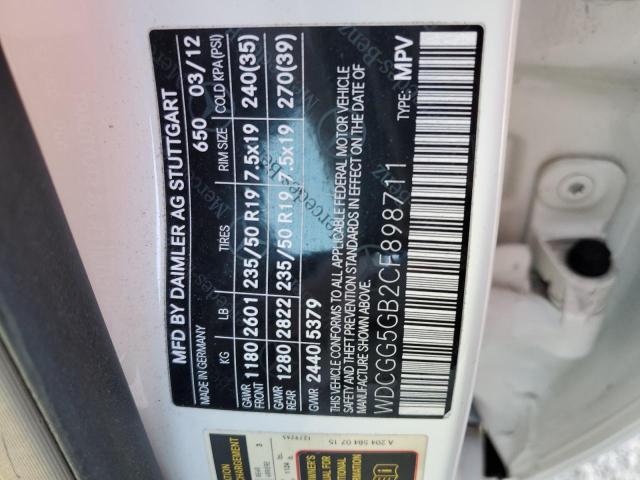 MFD BY DAIMLER AG STUTTGART
MADE IN GERMANY 650 03/12
KG LB TIRES RIM SIZE COLD KPA(PSI)
GAWR FRONT 1180 2601 235/50 R19 7.5x19 240(35)
GAWR REAR 1280 2822 235/50 R19 7.5x19 270(39)
GVWR 2440 5379
THIS VEHICLE CONFORMS TO ALL APPLICABLE FEDERAL MOTOR VEHICLE
SAFETY AND THEFT PREVENTION STANDARDS IN EFFECT ON THE DATE OF
MANUFACTURE SHOWN ABOVE.
WDCGG5GB2CF898711 TYPE: MPV
Mercedes-Benz
A 204 584 07 15